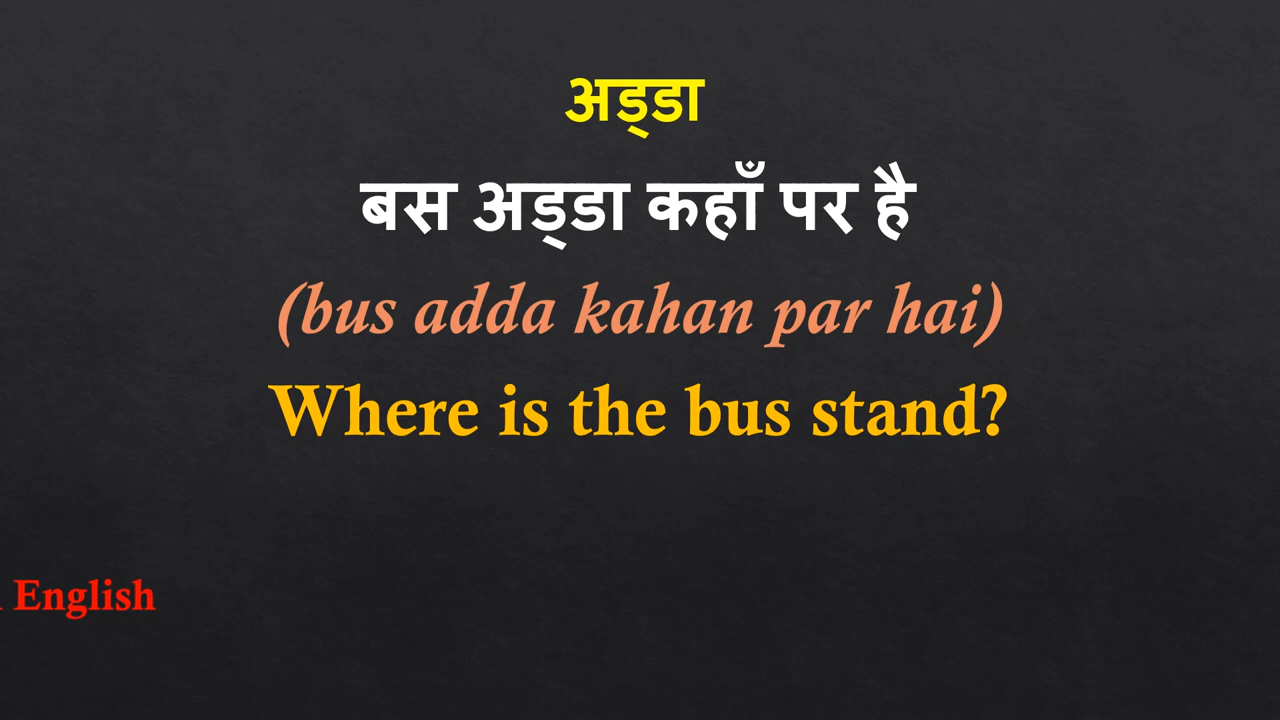 अड्डा
बस अड्डा कहाँ पर है
(bus adda kahan par hai)
Where is the bus stand?
English